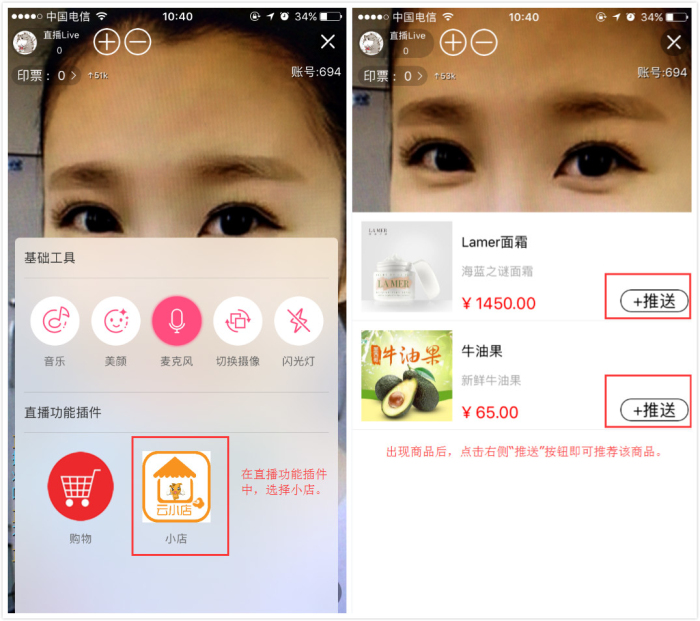 中国电信
10:40
34%
直播Live
0
印票: 0 >
↑51k
账号:694
基础工具
音乐
美颜
麦克风
切换摄像
闪光灯
直播功能插件
云小店
购物
小店
在直播功能插件
中，选择小店。
中国电信
10:40
34%
直播Live
0
印票: 0 >
↑53k
账号:694
LAMER
LA MER
Lamer面霜
海蓝之谜面霜
¥ 1450.00
+推送
牛油果
牛油果
新鲜牛油果
¥ 65.00
+推送
出现商品后，点击右侧“推送”按钮即可推荐该商品。